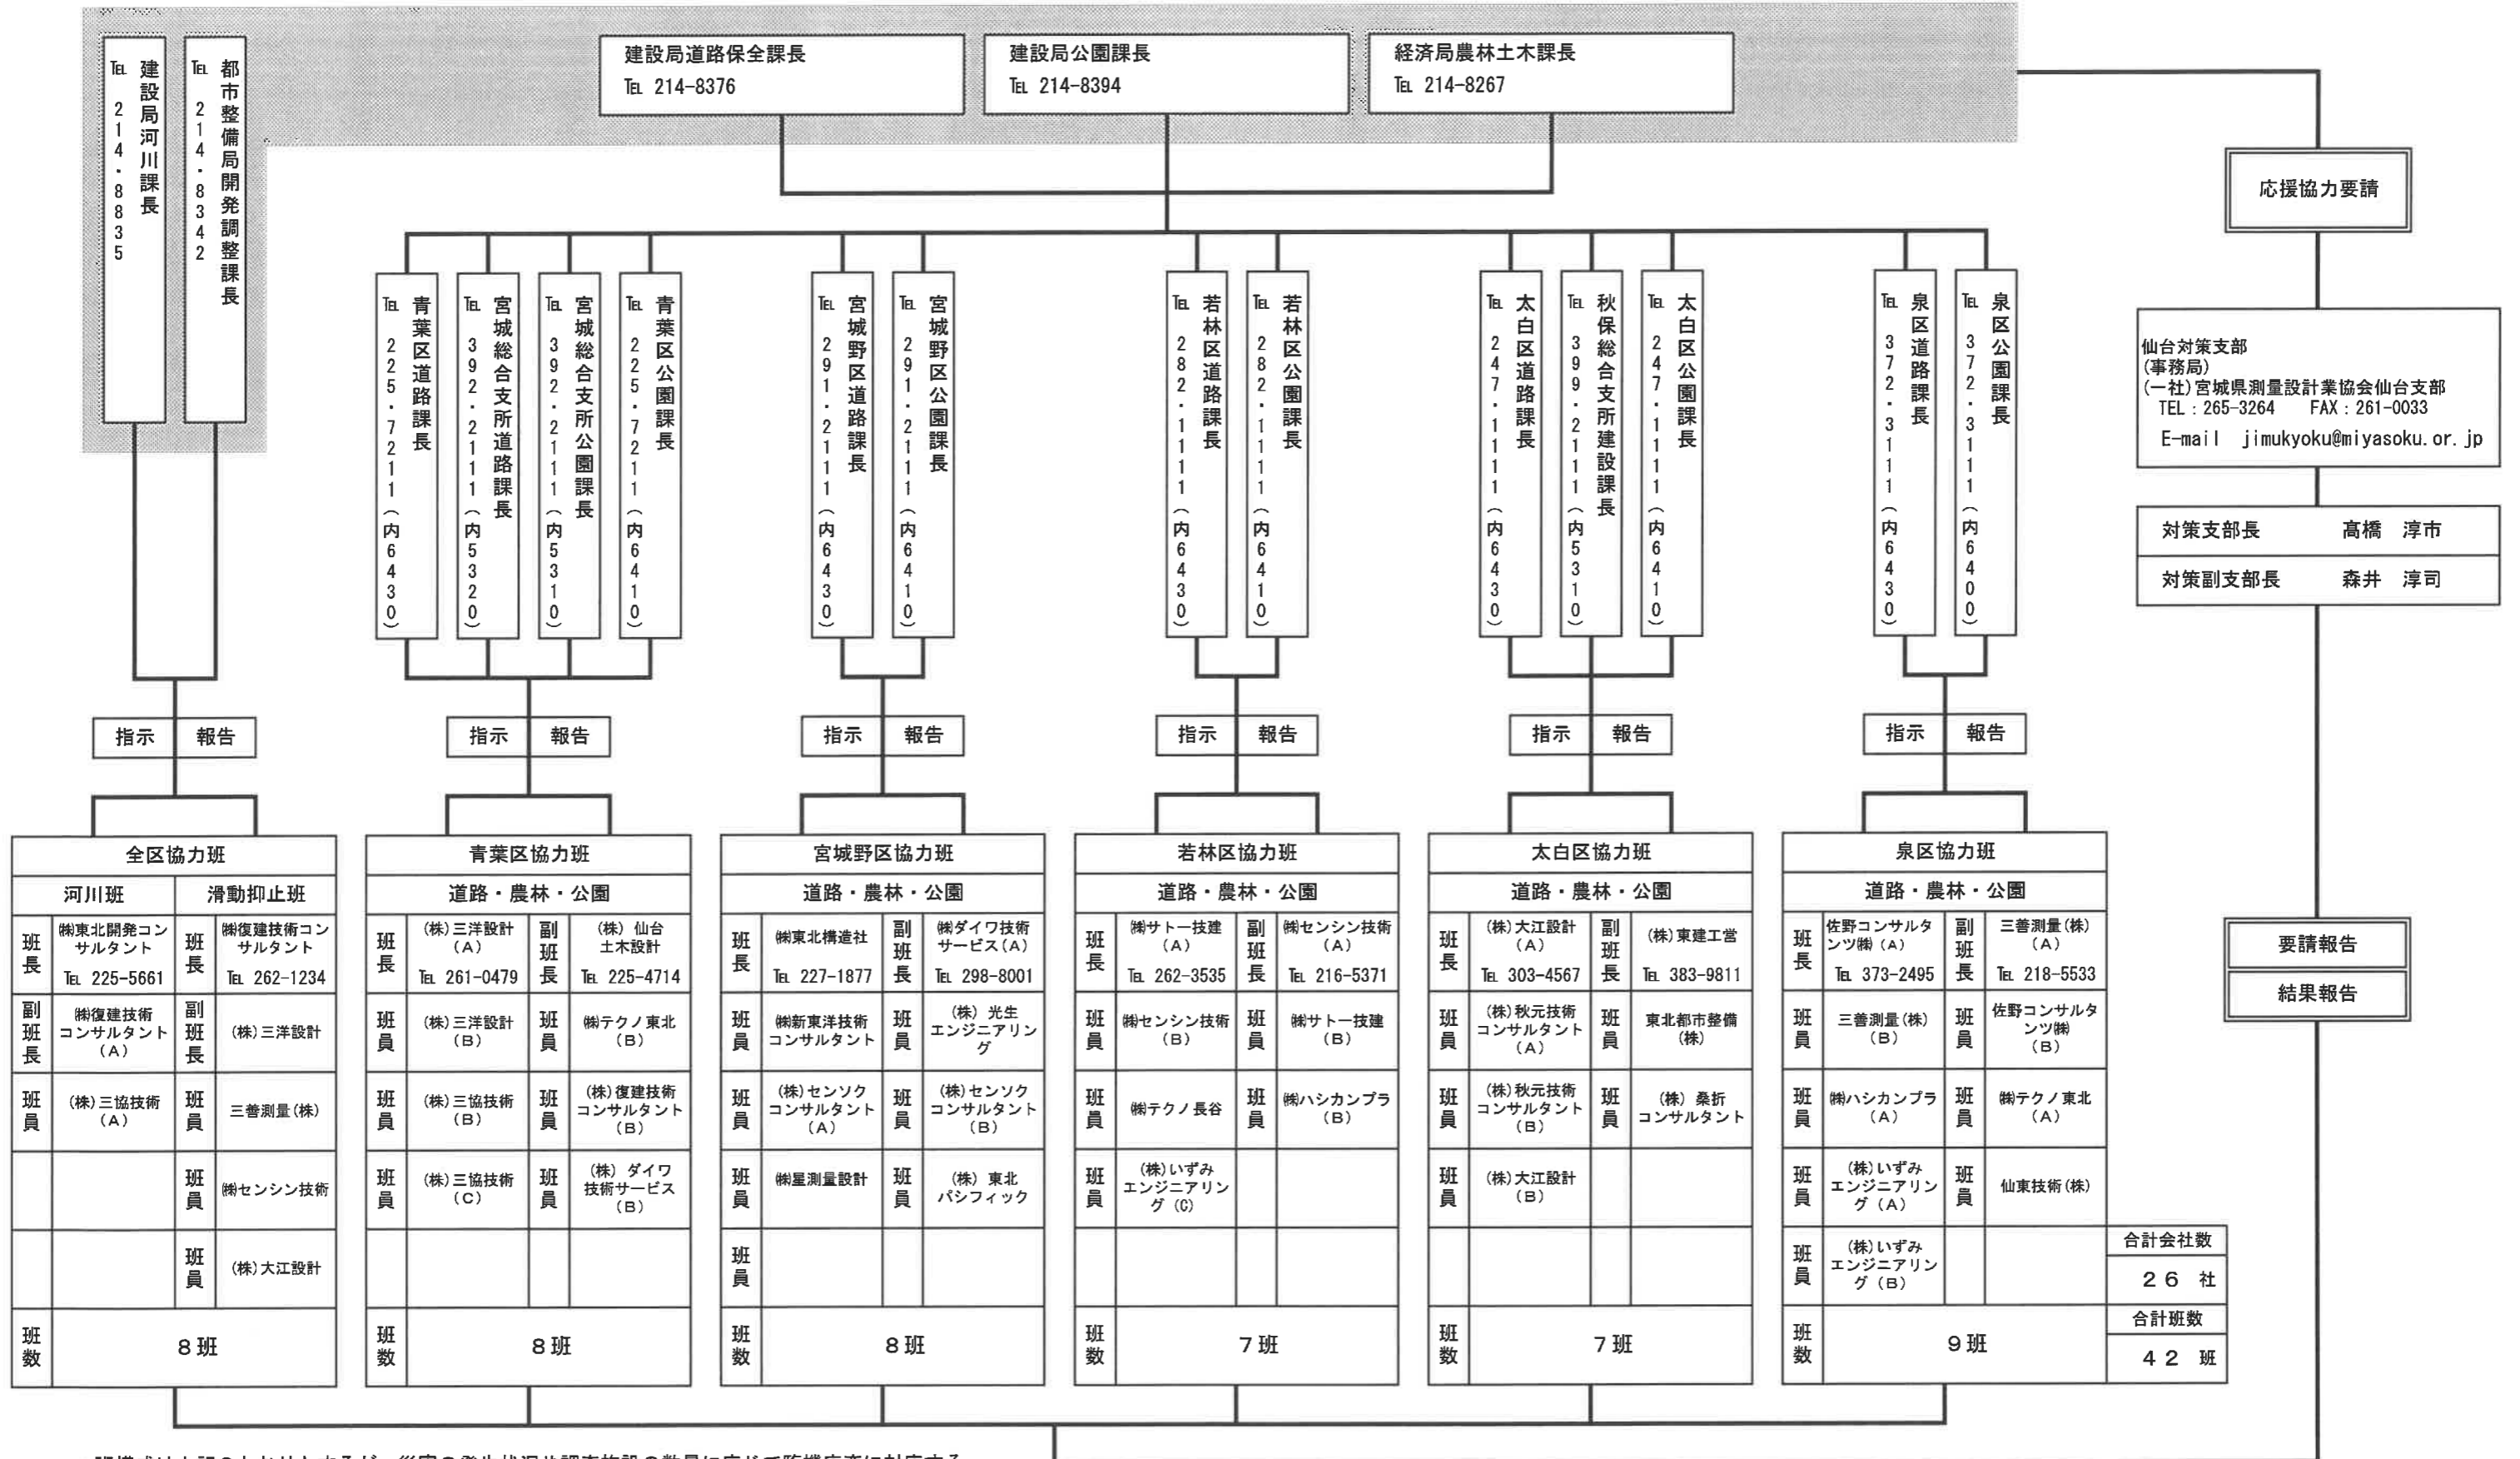 建設局河川課長
℡ 214-8835
都市整備局開発調整課長
℡ 214-8342
建設局道路保全課長
℡ 214-8376
建設局公園課長
℡ 214-8394
経済局農林土木課長
℡ 214-8267
応援協力要請
青葉区道路課長
℡ 225-7211(内6430)
宮城総合支所道路課長
℡ 392-2111(内5320)
宮城総合支所公園課長
℡ 392-2111(内5310)
青葉区公園課長
℡ 225-7211(内6410)
宮城野区道路課長
℡ 291-2111(内6430)
宮城野区公園課長
℡ 291-2111(内6410)
若林区道路課長
℡ 282-1111(内6430)
若林区公園課長
℡ 282-1111(内6410)
太白区道路課長
℡ 247-1111(内6430)
秋保総合支所建設課長
℡ 399-2111(内5310)
太白区公園課長
℡ 247-1111(内6410)
泉区道路課長
℡ 372-3111(内6430)
泉区公園課長
℡ 372-3111(内6400)
仙台対策支部
(事務局)
(一社)宮城県測量設計業協会仙台支部
TEL:265-3264 FAX:261-0033
E-mail jimukyoku@miyasoku.or.jp
対策支部長 髙橋 淳市
対策副支部長 森井 淳司
指示 報告
指示 報告
指示 報告
指示 報告
指示 報告
指示 報告
全区協力班
河川班 滑動抑止班
班長 ㈱東北開発コン
サルタント
℡ 225-5661
班長 ㈱復建技術コン
サルタント
℡ 262-1234
副班長 ㈱復建技術
コンサルタント
(A)
副班長 (株)三洋設計
班員 (株)三協技術
(A)
班員 三善測量(株)
班員 ㈱センシン技術
班員 (株)大江設計
班数 8班
青葉区協力班
道路・農林・公園
班長 (株)三洋設計
(A)
℡ 261-0479
副班長 (株) 仙台
土木設計
℡ 225-4714
班員 (株)三洋設計
(B)
班員 ㈱テクノ東北
(B)
班員 (株)三協技術
(B)
班員 (株)復建技術
コンサルタント
(B)
班員 (株)三協技術
(C)
班員 (株) ダイワ
技術サービス
(B)
班数 8班
宮城野区協力班
道路・農林・公園
班長 ㈱東北構造社
℡ 227-1877
副班長 ㈱ダイワ技術
サービス(A)
℡ 298-8001
班員 ㈱新東洋技術
コンサルタント
班員 (株) 光生
エンジニアリン
グ
班員 (株)センソク
コンサルタント
(A)
班員 (株)センソク
コンサルタント
(B)
班員 ㈱星測量設計
班員 (株) 東北
パシフィック
班員
班数 8班
若林区協力班
道路・農林・公園
班長 ㈱サトー技建
(A)
℡ 262-3535
副班長 ㈱センシン技術
(A)
℡ 216-5371
班員 ㈱センシン技術
(B)
班員 ㈱サトー技建
(B)
班員 ㈱テクノ長谷
班員 ㈱ハシカンプラ
(B)
班員 (株)いずみ
エンジニアリン
グ(C)
班数 7班
太白区協力班
道路・農林・公園
班長 (株)大江設計
(A)
℡ 303-4567
副班長 (株)東建工営
℡ 383-9811
班員 (株)秋元技術
コンサルタント
(A)
班員 東北都市整備
(株)
班員 (株)秋元技術
コンサルタント
(B)
班員 (株) 桑折
コンサルタント
班員 (株)大江設計
(B)
班数 7班
泉区協力班
道路・農林・公園
班長 佐野コンサルタ
ンツ㈱(A)
℡ 373-2495
副班長 三善測量(株)
(A)
℡ 218-5533
班員 三善測量(株)
(B)
班員 佐野コンサルタ
ンツ㈱
(B)
班員 ㈱ハシカンプラ
(A)
班員 ㈱テクノ東北
(A)
班員 (株)いずみ
エンジニアリン
グ(A)
班員 仙東技術(株)
班員 (株)いずみ
エンジニアリン
グ(B)
班数 9班
合計会社数
26 社
合計班数
42 班
要請報告
結果報告